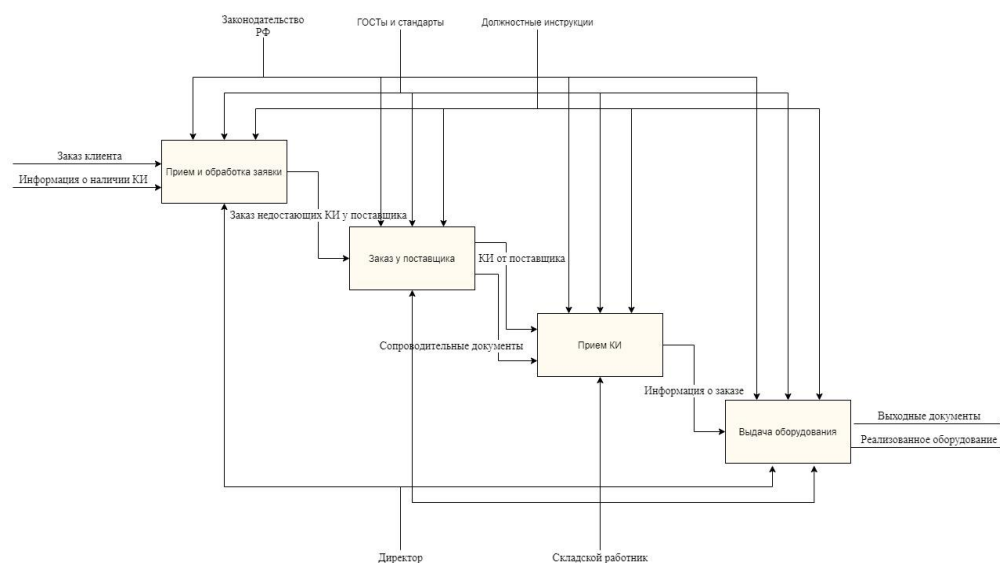 Законодательство
РФ
ГОСТы и стандарты
Должностные инструкции
Заказ клиента
Информация о наличии КИ
Прием и обработка заявки
Заказ недостающих КИ у поставщика
Заказ у поставщика
КИ от поставщика
Сопроводительные документы
Прием КИ
Информация о заказе
Выдача оборудования
Выходные документы
Реализованное оборудование
Директор
Складской работник